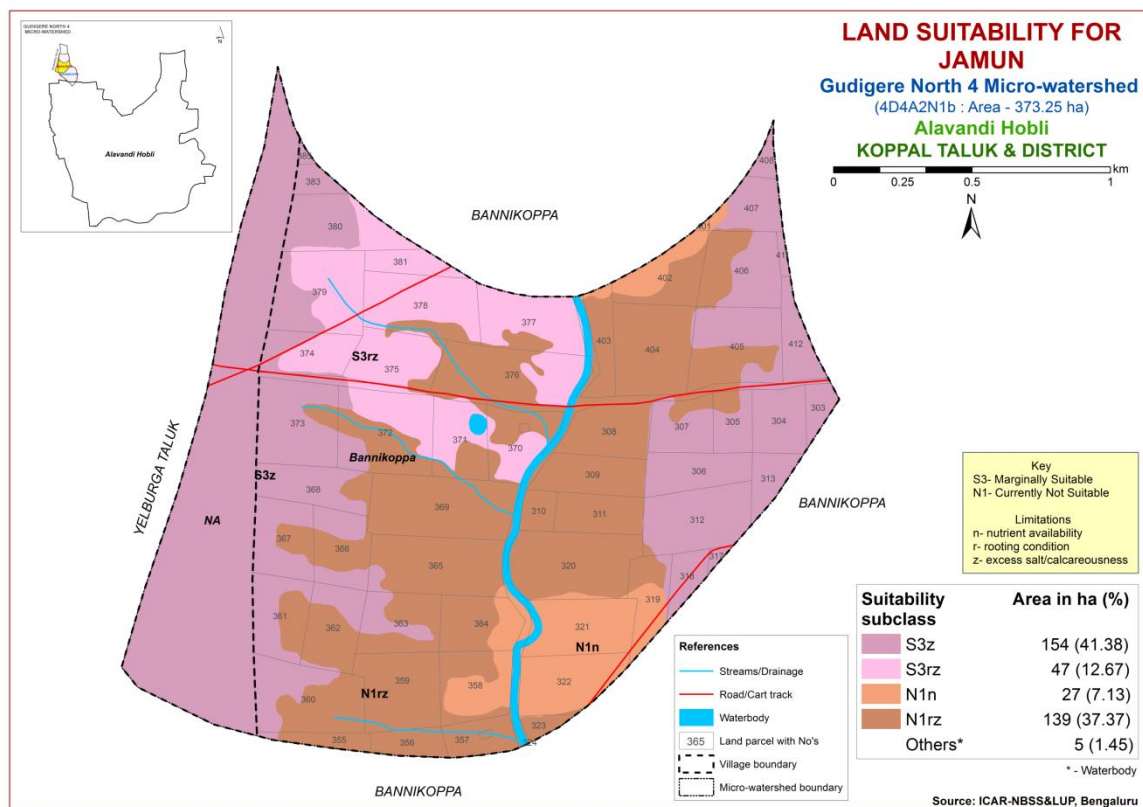 GUDIGERE NORTH 4
MICRO-WATERSHED
N
Alavandi Hobli
LAND SUITABILITY FOR
JAMUN
Gudigere North 4 Micro-watershed
(4D4A2N1b : Area - 373.25 ha)
Alavandi Hobli
KOPPAL TALUK & DISTRICT
km
0 0.25 0.5 1
N
BANNIKOPPA
383
380
381
379
378
377
374
375
376
S3rz
408
407
401
402
406
403
404
405
412
373
372
371
370
Bannikoppa
308
307
305
304
303
S3z
368
369
309
306
313
310
311
312
BANNIKOPPA
YELBURGA TALUK
NA
367
366
365
320
317
316
319
361
362
363
364
321
N1n
359
358
322
N1rz
360
355
356
357
323
324
BANNIKOPPA
Key
S3- Marginally Suitable
N1- Currently Not Suitable
Limitations
n- nutrient availability
r- rooting condition
z- excess salt/calcareousness
References
Streams/Drainage
Road/Cart track
Waterbody
365 Land parcel with No's
Village boundary
Micro-watershed boundary
Suitability subclass Area in ha (%)
S3z 154 (41.38)
S3rz 47 (12.67)
N1n 27 (7.13)
N1rz 139 (37.37)
Others* 5 (1.45)
* - Waterbody
Source: ICAR-NBSS&LUP, Bengaluru